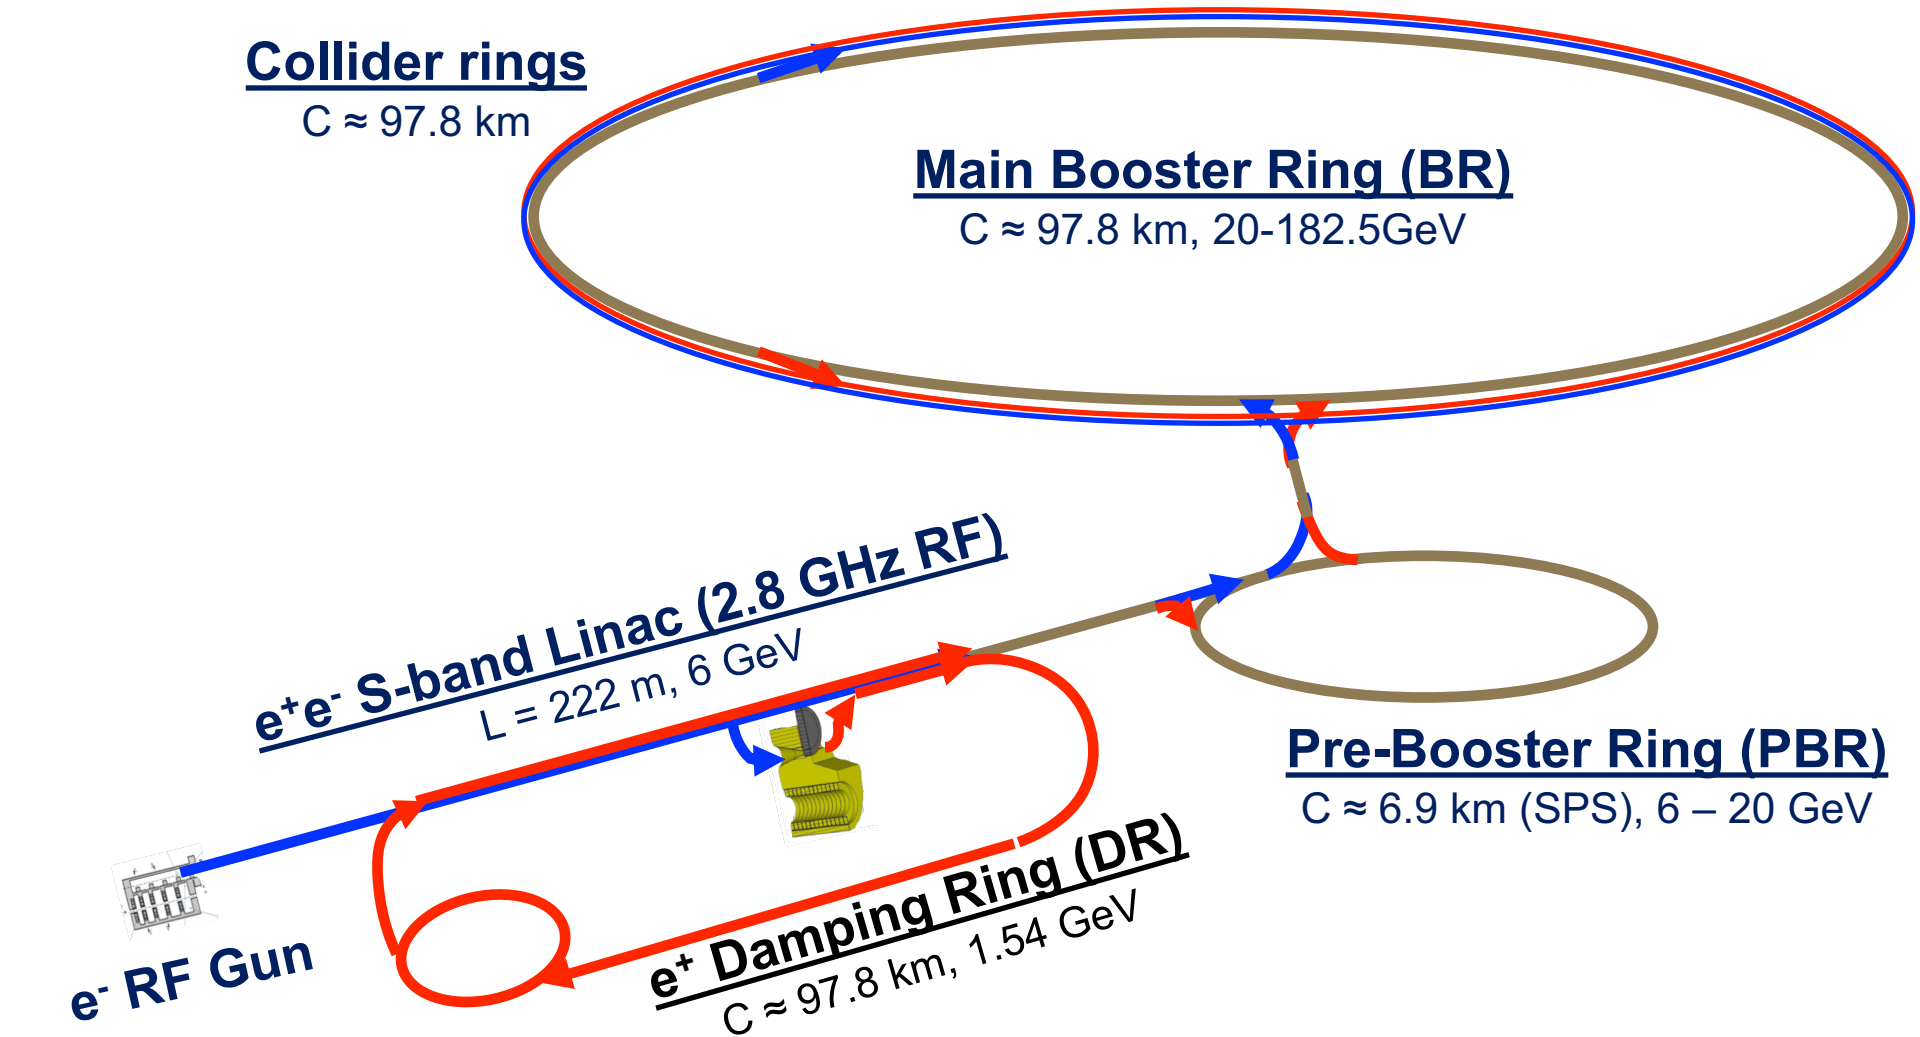 Collider rings
C ≈ 97.8 km
Main Booster Ring (BR)
C ≈ 97.8 km, 20-182.5GeV
e⁺e⁻ S-band Linac (2.8 GHz RF)
L = 222 m, 6 GeV
Pre-Booster Ring (PBR)
C ≈ 6.9 km (SPS), 6 – 20 GeV
e⁺ Damping Ring (DR)
C ≈ 97.8 km, 1.54 GeV
e⁻ RF Gun